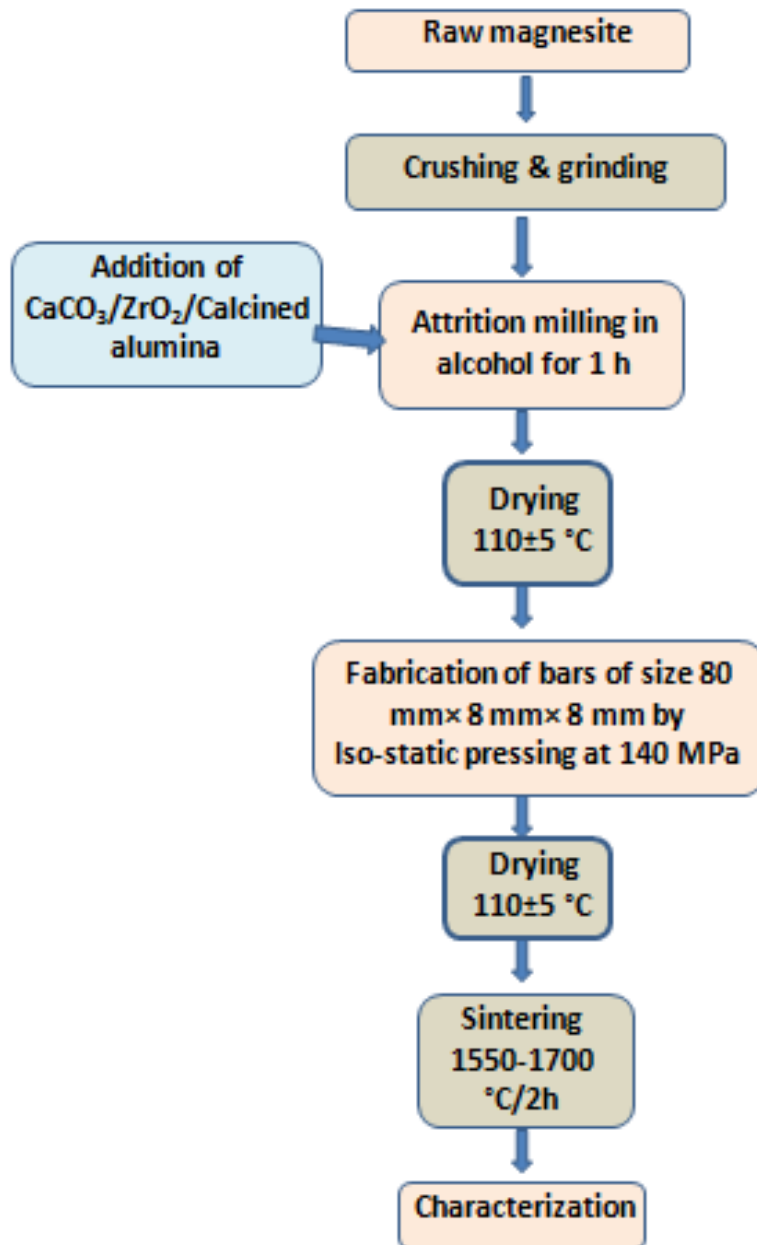 Raw magnesite
Crushing & grinding
Addition of
CaCO₃/ZrO₂/Calcined
alumina
Attrition milling in
alcohol for 1 h
Drying
110±5 °C
Fabrication of bars of size 80
mm× 8 mm× 8 mm by
Iso-static pressing at 140 MPa
Drying
110±5 °C
Sintering
1550-1700
°C/2h
Characterization